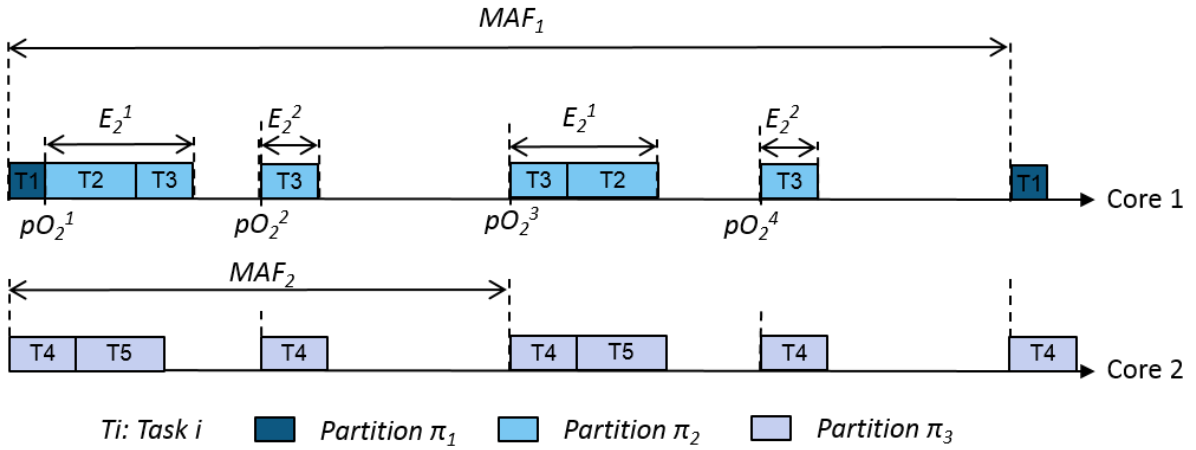 MAF₁
E₂¹ E₂² E₂¹ E₂²
T1 T2 T3 T3 T3 T2 T3 T1
Core 1
pO₂¹ pO₂² pO₂³ pO₂⁴
MAF₂
T4 T5 T4 T4 T5 T4 T4
Core 2
Ti: Task i Partition π₁ Partition π₂ Partition π₃